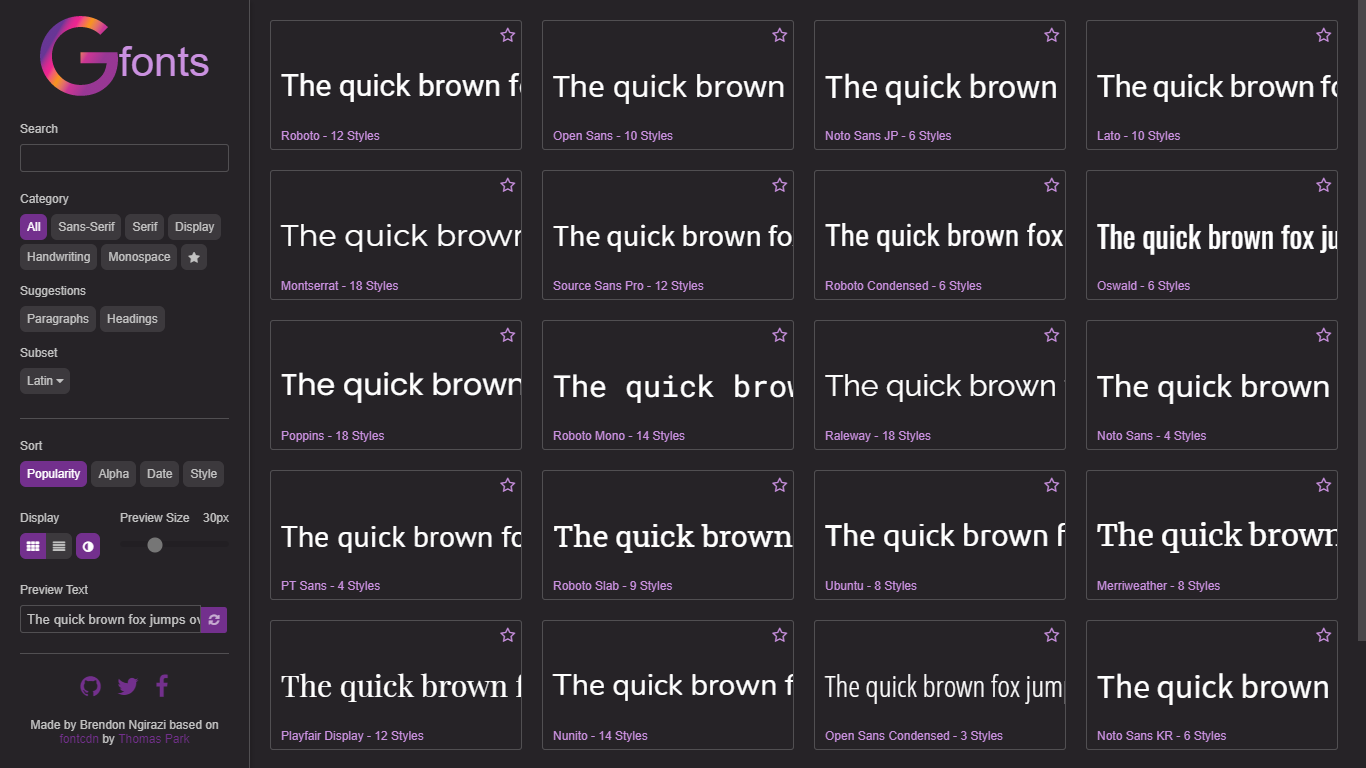 Gfonts
Search
Category
All Sans-Serif Serif Display
Handwriting Monospace
Suggestions
Paragraphs Headings
Subset
Latin
Sort
Popularity Alpha Date Style
Display Preview Size 30px
Preview Text
The quick brown fox jumps ov
Made by Brendon Ngirazi based on
fontcdn by Thomas Park
The quick brown fo
Roboto - 12 Styles
The quick brown
Open Sans - 10 Styles
The quick brown
Noto Sans JP - 6 Styles
The quick brown fo
Lato - 10 Styles
The quick brown
Montserrat - 18 Styles
The quick brown fo
Source Sans Pro - 12 Styles
The quick brown fox
Roboto Condensed - 6 Styles
The quick brown fox ju
Oswald - 6 Styles
The quick brown
Poppins - 18 Styles
The quick brow
Roboto Mono - 14 Styles
The quick brown
Raleway - 18 Styles
The quick brown
Noto Sans - 4 Styles
The quick brown fo
PT Sans - 4 Styles
The quick brown
Roboto Slab - 9 Styles
The quick brown f
Ubuntu - 8 Styles
The quick brown
Merriweather - 8 Styles
The quick brown f
Playfair Display - 12 Styles
The quick brown f
Nunito - 14 Styles
The quick brown fox jump
Open Sans Condensed - 3 Styles
The quick brown
Noto Sans KR - 6 Styles